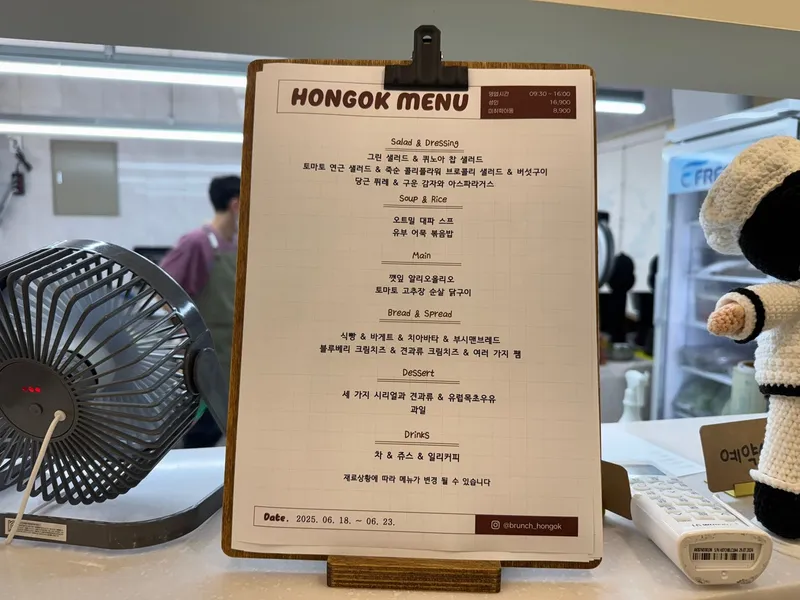 HONGOK MENU
영업시간 09:30 - 16:00
성인 16,900
미취학아동 8,900
Salad & Dressing
그린 샐러드 & 퀴노아 찹 샐러드
토마토 연근 샐러드 & 죽순 콜리플라워 브로콜리 샐러드 & 버섯구이
당근 퓌레 & 구운 감자와 아스파라거스
Soup & Rice
오트밀 대파 스프
유부 어묵 볶음밥
Main
깻잎 알리오올리오
토마토 고추장 순살 닭구이
Bread & Spread
식빵 & 바게트 & 치아바타 & 부시맨브레드
블루베리 크림치즈 & 견과류 크림치즈 & 여러 가지 쨈
Dessert
세 가지 시리얼과 견과류 & 유럽목초우유
과일
Drinks
차 & 쥬스 & 일리커피
재료상황에 따라 메뉴가 변경 될 수 있습니다
Date. 2025. 06. 18. ~ 06. 23.
@brunch_hongok